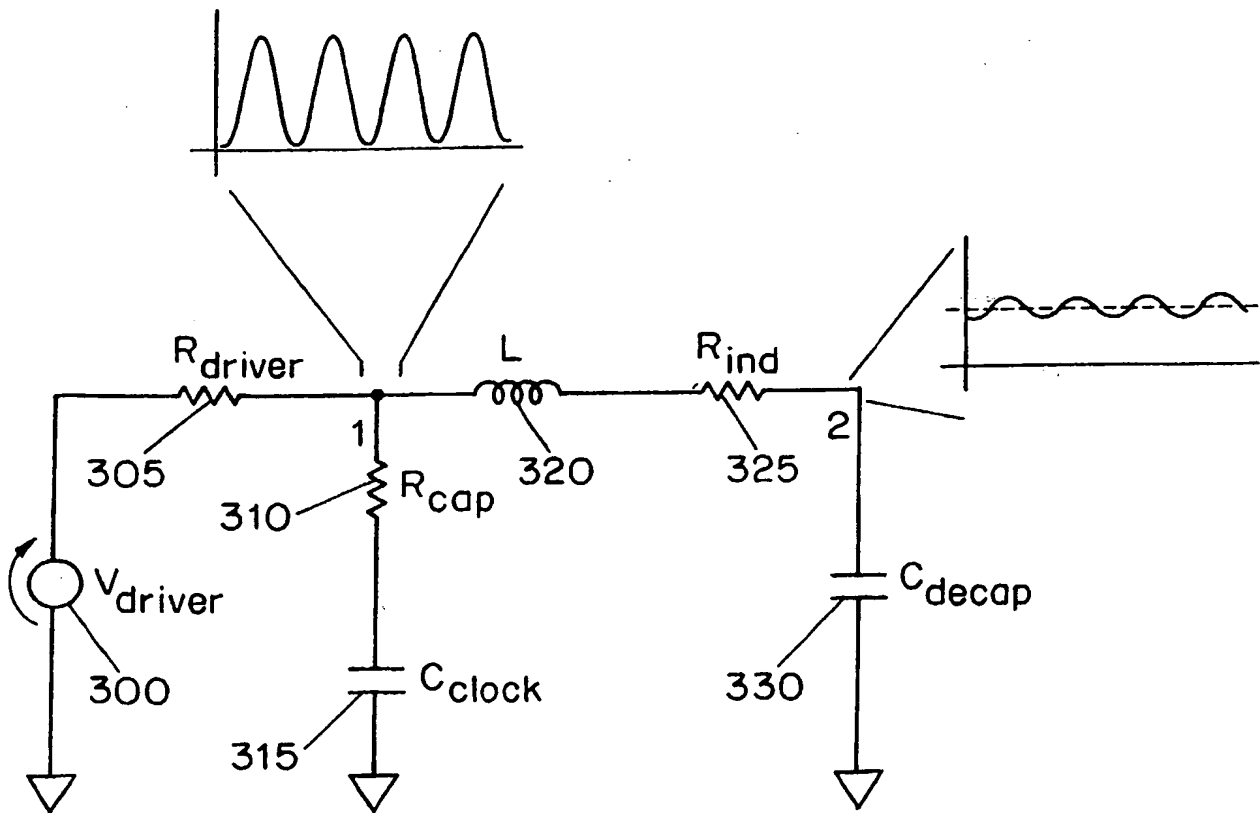 R_driver
L
R_ind
305
1
320
325
2
310
R_cap
V_driver
C_decap
300
C_clock
330
315